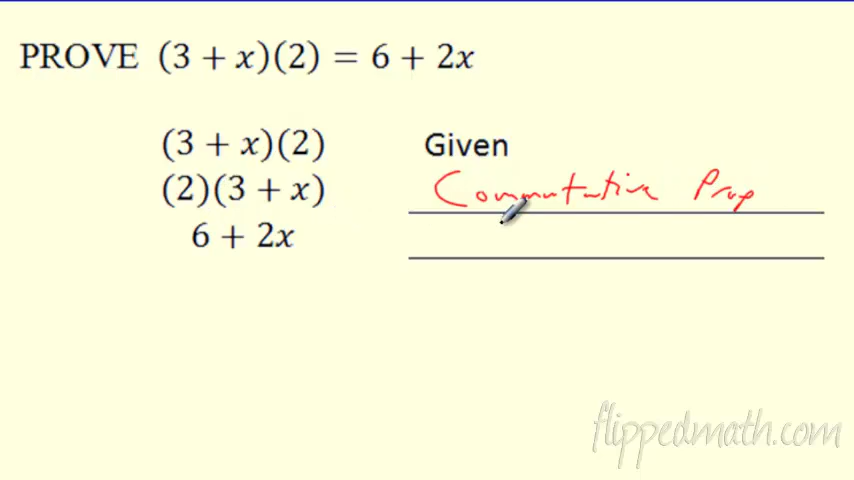 PROVE (3 + x)(2) = 6 + 2x
(3 + x)(2) Given
(2)(3 + x) Commutative Prop
6 + 2x
flippedmath.com